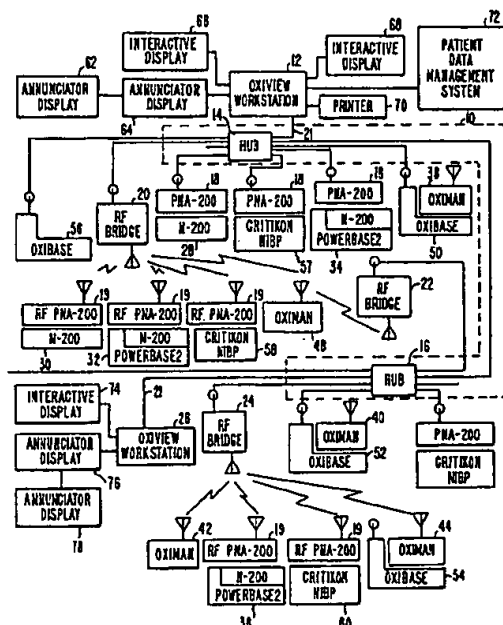 68
INTERACTIVE
DISPLAY
12
68
INTERACTIVE
DISPLAY
72
PATIENT
DATA
MANAGEMENT
SYSTEM
62
ANNUNCIATOR
DISPLAY
ANNUNCIATOR
DISPLAY
64
OXIVIEW
WORKSTATION
PRINTER
70
10
14
21
HUB
20
RF
BRIDGE
56
OXIBASE
18
PNA-200
N-200
28
18
PNA-200
CRITIKON
NIBP
57
19
PNA-200
N-200
POWERBASE2
34
38
OXIMAN
OXIBASE
50
19
RF PNA-200
N-200
30
19
RF PNA-200
N-200
POWERBASE2
32
19
RF PNA-200
CRITIKON
NIBP
58
OXIMAN
48
RF
BRIDGE
22
16
HUB
INTERACTIVE
DISPLAY
74
21
26
OXIVIEW
WORKSTATION
ANNUNCIATOR
DISPLAY
76
ANNUNCIATOR
DISPLAY
78
24
RF
BRIDGE
40
OXIMAN
OXIBASE
52
PNA-200
CRITIKON
NIBP
42
OXIMAN
19
RF PNA-200
N-200
POWERBASE2
19
RF PNA-200
CRITIKON
NIBP
60
44
OXIMAN
OXIBASE
54